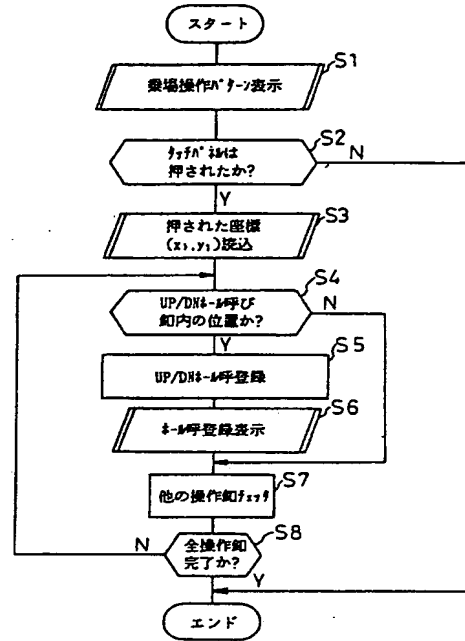 スタート
乗場操作パターン表示
S1
タッチパネルは
押されたか?
S2
N
Y
押された座標
(x₁,y₁)読込
S3
UP/DNホール呼び
釦内の位置か?
S4
N
Y
UP/DNホール呼登録
S5
ホール呼登録表示
S6
他の操作釦チェック
S7
全操作釦
完了か?
S8
N
Y
エンド